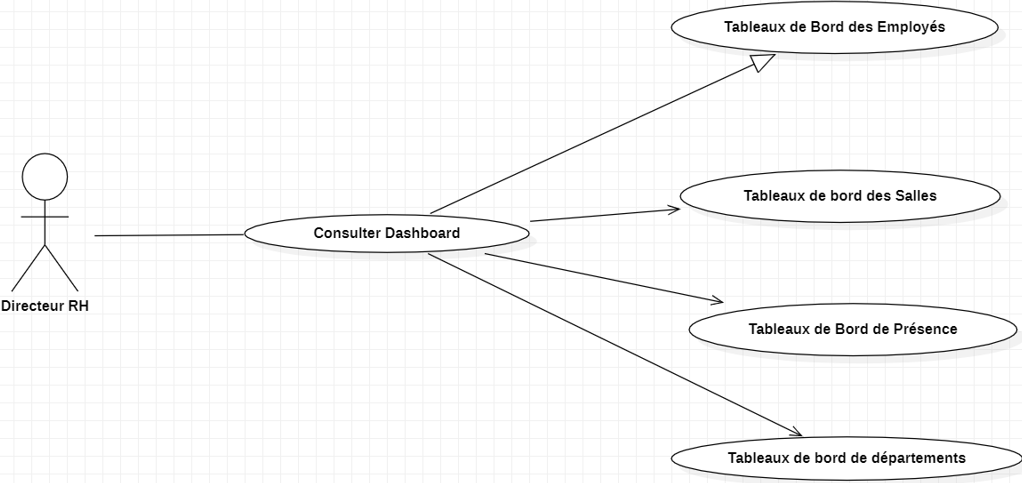 Tableaux de Bord des Employés
Tableaux de bord des Salles
Consulter Dashboard
Directeur RH
Tableaux de Bord de Présence
Tableaux de bord de départements